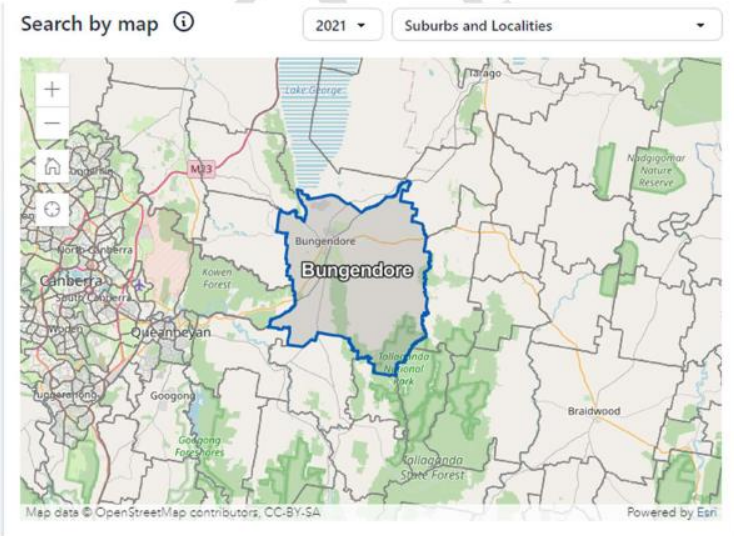 Search by map
2021
Suburbs and Localities
Tarago
Lake George
M23
Nadgigomar
Nature
Reserve
North Canberra
Bungendore
Bungendore
Kowen
Forest
Canberra
South Canberra
Woden
Queanbeyan
Tallaganda
National
Park
Tuggeranong
Googong
Braidwood
Googong
Foreshores
Tallaganda
State Forest
Map data © OpenStreetMap contributors, CC-BY-SA
Powered by Esri